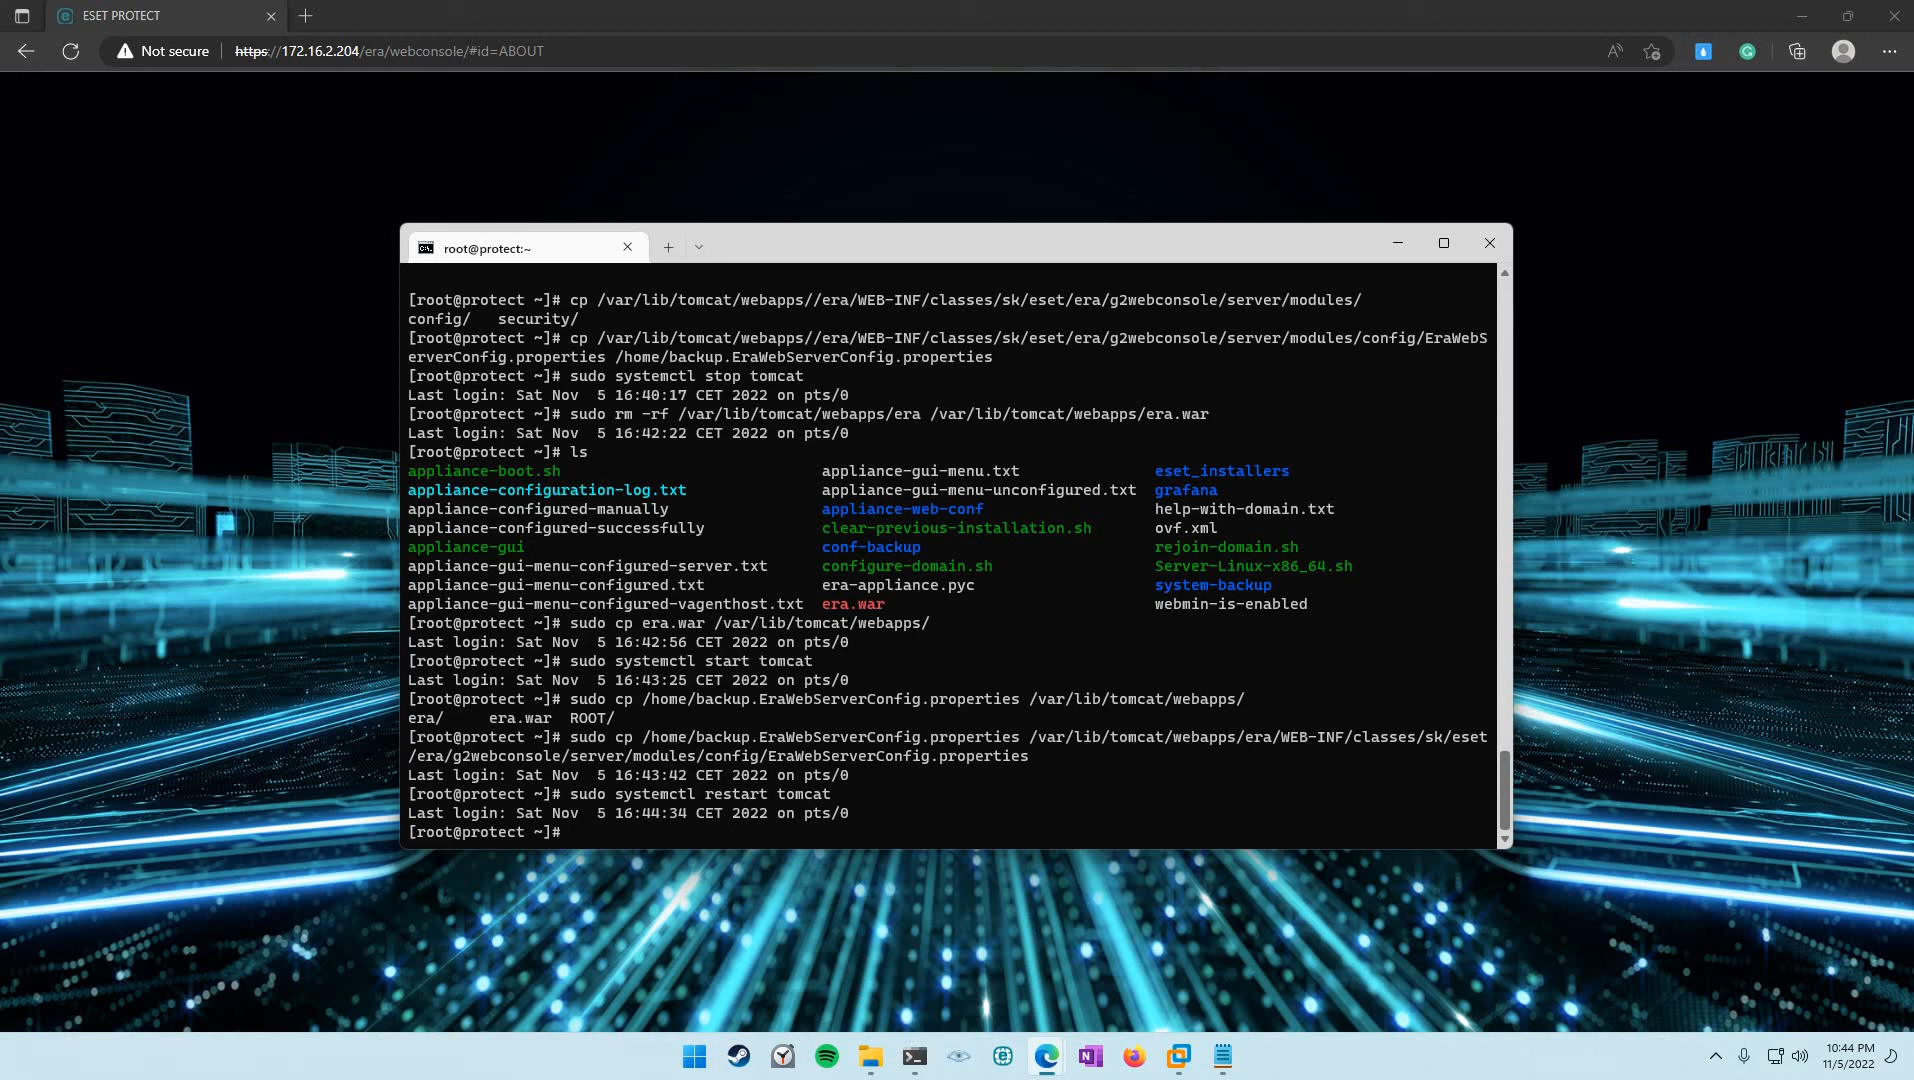 ESET PROTECT
Not secure https://172.16.2.204/era/webconsole/#id=ABOUT
root@protect:~
[root@protect ~]# cp /var/lib/tomcat/webapps//era/WEB-INF/classes/sk/eset/era/g2webconsole/server/modules/
config/   security/
[root@protect ~]# cp /var/lib/tomcat/webapps//era/WEB-INF/classes/sk/eset/era/g2webconsole/server/modules/config/EraWebS
erverConfig.properties /home/backup.EraWebServerConfig.properties
[root@protect ~]# sudo systemctl stop tomcat
Last login: Sat Nov  5 16:40:17 CET 2022 on pts/0
[root@protect ~]# sudo rm -rf /var/lib/tomcat/webapps/era /var/lib/tomcat/webapps/era.war
Last login: Sat Nov  5 16:42:22 CET 2022 on pts/0
[root@protect ~]# ls
appliance-boot.sh appliance-gui-menu.txt eset_installers
appliance-configuration-log.txt appliance-gui-menu-unconfigured.txt grafana
appliance-configured-manually appliance-web-conf help-with-domain.txt
appliance-configured-successfully clear-previous-installation.sh ovf.xml
appliance-gui conf-backup rejoin-domain.sh
appliance-gui-menu-configured-server.txt configure-domain.sh Server-Linux-x86_64.sh
appliance-gui-menu-configured.txt era-appliance.pyc system-backup
appliance-gui-menu-configured-vagenthost.txt era.war webmin-is-enabled
[root@protect ~]# sudo cp era.war /var/lib/tomcat/webapps/
Last login: Sat Nov  5 16:42:56 CET 2022 on pts/0
[root@protect ~]# sudo systemctl start tomcat
Last login: Sat Nov  5 16:43:25 CET 2022 on pts/0
[root@protect ~]# sudo cp /home/backup.EraWebServerConfig.properties /var/lib/tomcat/webapps/
era/     era.war  ROOT/
[root@protect ~]# sudo cp /home/backup.EraWebServerConfig.properties /var/lib/tomcat/webapps/era/WEB-INF/classes/sk/eset
/era/g2webconsole/server/modules/config/EraWebServerConfig.properties
Last login: Sat Nov  5 16:43:42 CET 2022 on pts/0
[root@protect ~]# sudo systemctl restart tomcat
Last login: Sat Nov  5 16:44:34 CET 2022 on pts/0
[root@protect ~]#
10:44 PM
11/5/2022